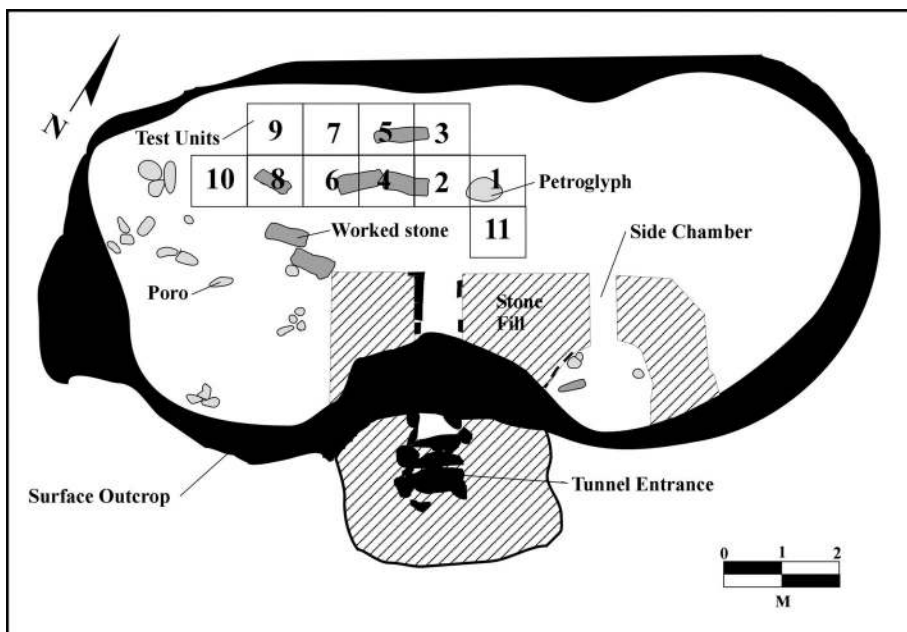 N
Test Units
9 7 5 3
10 8 6 4 2 1
Petroglyph
Worked stone
11
Side Chamber
Poro
Stone
Fill
Surface Outcrop
Tunnel Entrance
0 1 2
M